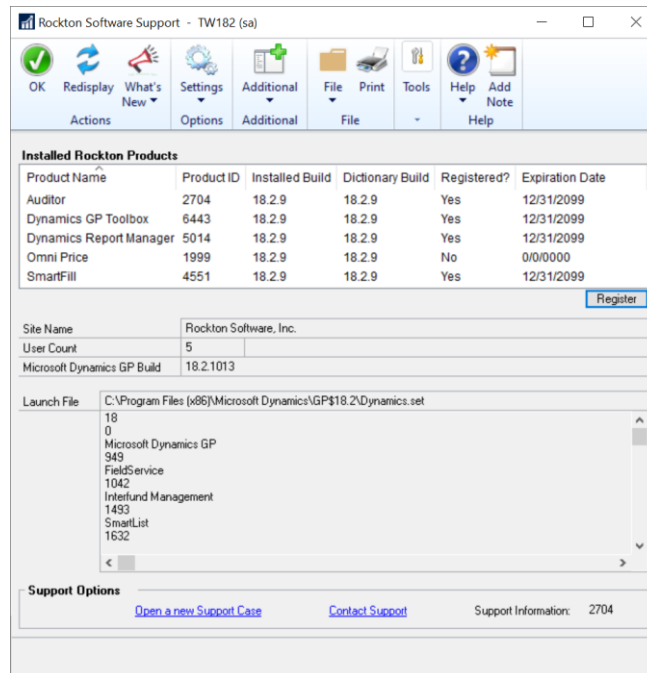 Rockton Software Support - TW182 (sa)
OK Redisplay What's New Settings Additional File Print Tools Help Add Note
Actions Options Additional File Help
Installed Rockton Products
Product Name Product ID Installed Build Dictionary Build Registered? Expiration Date
Auditor 2704 18.2.9 18.2.9 Yes 12/31/2099
Dynamics GP Toolbox 6443 18.2.9 18.2.9 Yes 12/31/2099
Dynamics Report Manager 5014 18.2.9 18.2.9 Yes 12/31/2099
Omni Price 1999 18.2.9 18.2.9 No 0/0/0000
SmartFill 4551 18.2.9 18.2.9 Yes 12/31/2099
Register
Site Name Rockton Software, Inc.
User Count 5
Microsoft Dynamics GP Build 18.2.1013
Launch File C:\Program Files (x86)\Microsoft Dynamics\GP$18.2\Dynamics.set
18
0
Microsoft Dynamics GP
949
FieldService
1042
Interfund Management
1493
SmartList
1632
Support Options
Open a new Support Case Contact Support Support Information: 2704